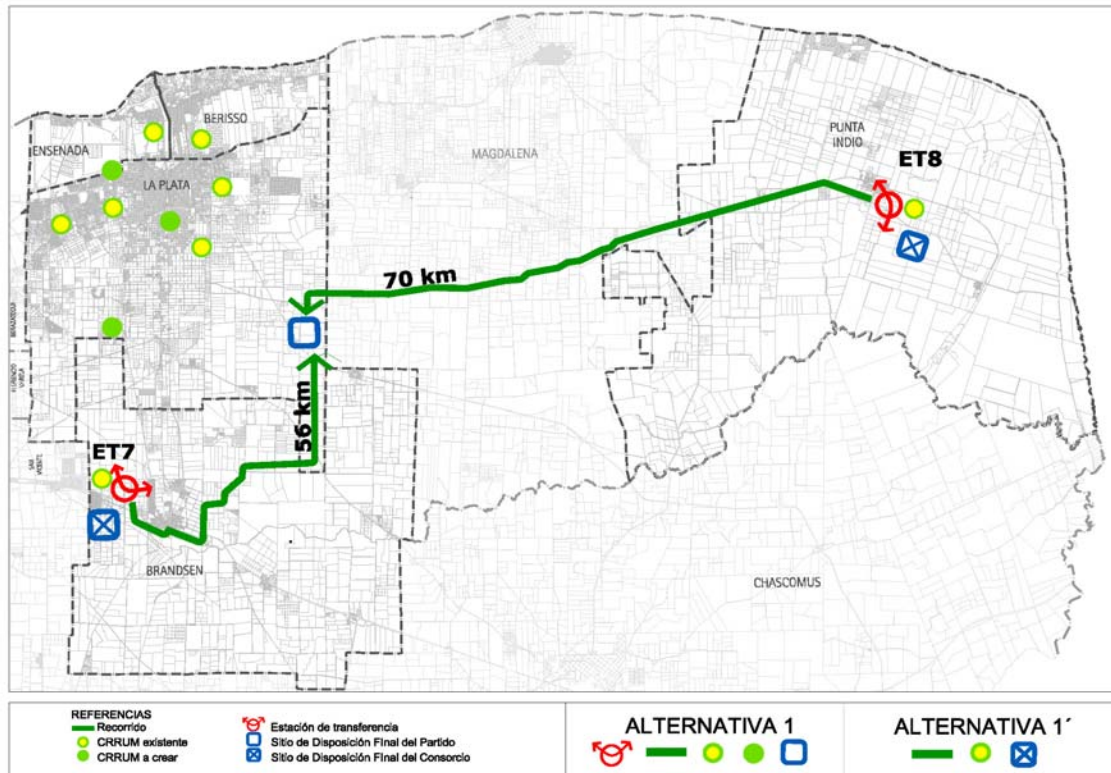 BERISSO
ENSENADA
LA PLATA
MAGDALENA
PUNTA
INDIO
ET8
70 km
56 km
ET7
SAN
VICENTE
BRANDSEN
CHASCOMUS
REFERENCIAS
Recorrido
CRRUM existente
CRRUM a crear
Estación de transferencia
Sitio de Disposición Final del Partido
Sitio de Disposición Final del Consorcio
ALTERNATIVA 1
ALTERNATIVA 1´